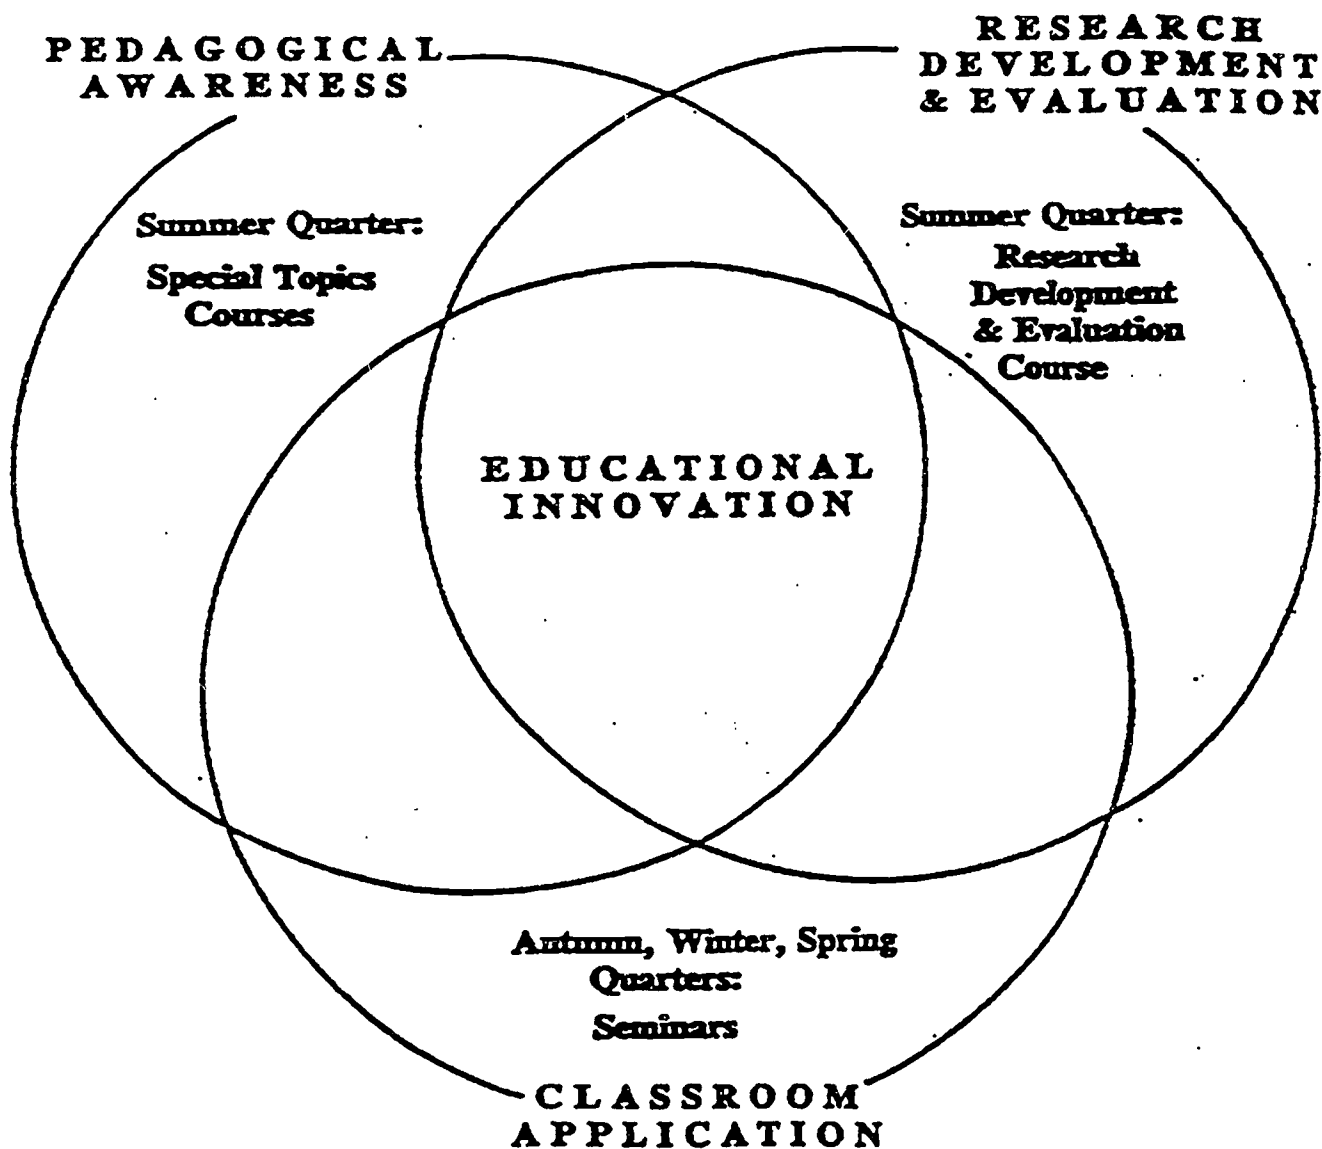 PEDAGOGICAL
AWARENESS
RESEARCH
DEVELOPMENT
& EVALUATION
Summer Quarter:
Special Topics
Courses
Summer Quarter:
Research
Development
& Evaluation
Course
EDUCATIONAL
INNOVATION
Autumn, Winter, Spring
Quarters:
Seminars
CLASSROOM
APPLICATION